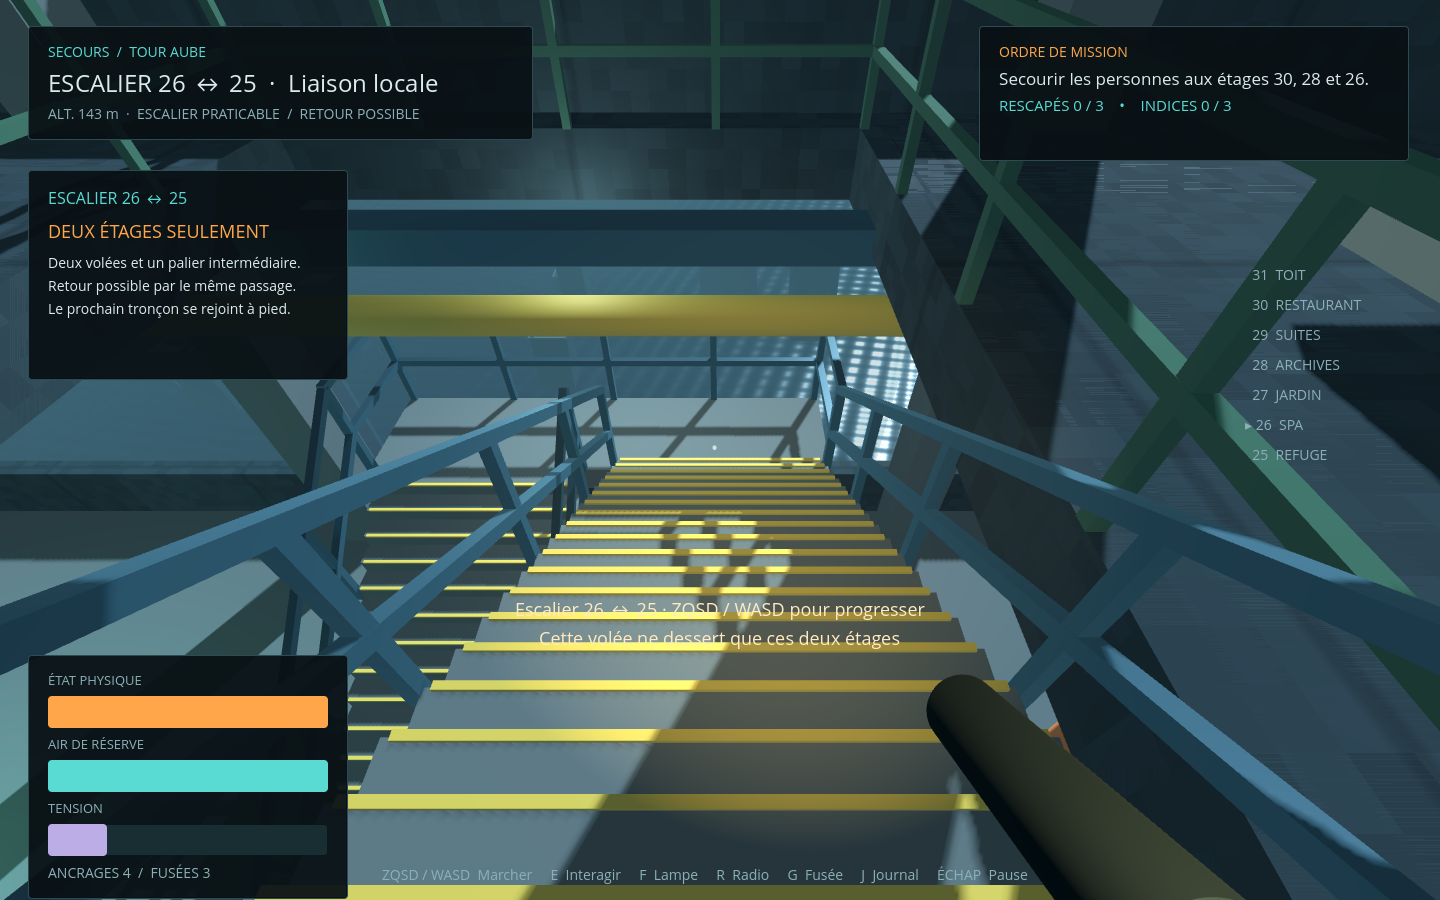 SECOURS / TOUR AUBE
ESCALIER 26 ↔ 25 · Liaison locale
ALT. 143 m · ESCALIER PRATICABLE / RETOUR POSSIBLE
ORDRE DE MISSION
Secourir les personnes aux étages 30, 28 et 26.
RESCAPÉS 0 / 3 • INDICES 0 / 3
ESCALIER 26 ↔ 25
DEUX ÉTAGES SEULEMENT
Deux volées et un palier intermédiaire.
Retour possible par le même passage.
Le prochain tronçon se rejoint à pied.
31 TOIT
30 RESTAURANT
29 SUITES
28 ARCHIVES
27 JARDIN
▸ 26 SPA
25 REFUGE
Escalier 26 ↔ 25 · ZQSD / WASD pour progresser
Cette volée ne dessert que ces deux étages
ÉTAT PHYSIQUE
AIR DE RÉSERVE
TENSION
ANCRAGES 4 / FUSÉES 3
ZQSD / WASD Marcher E Interagir F Lampe R Radio G Fusée J Journal ÉCHAP Pause